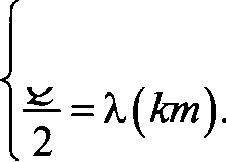 x/2 = λ(km).